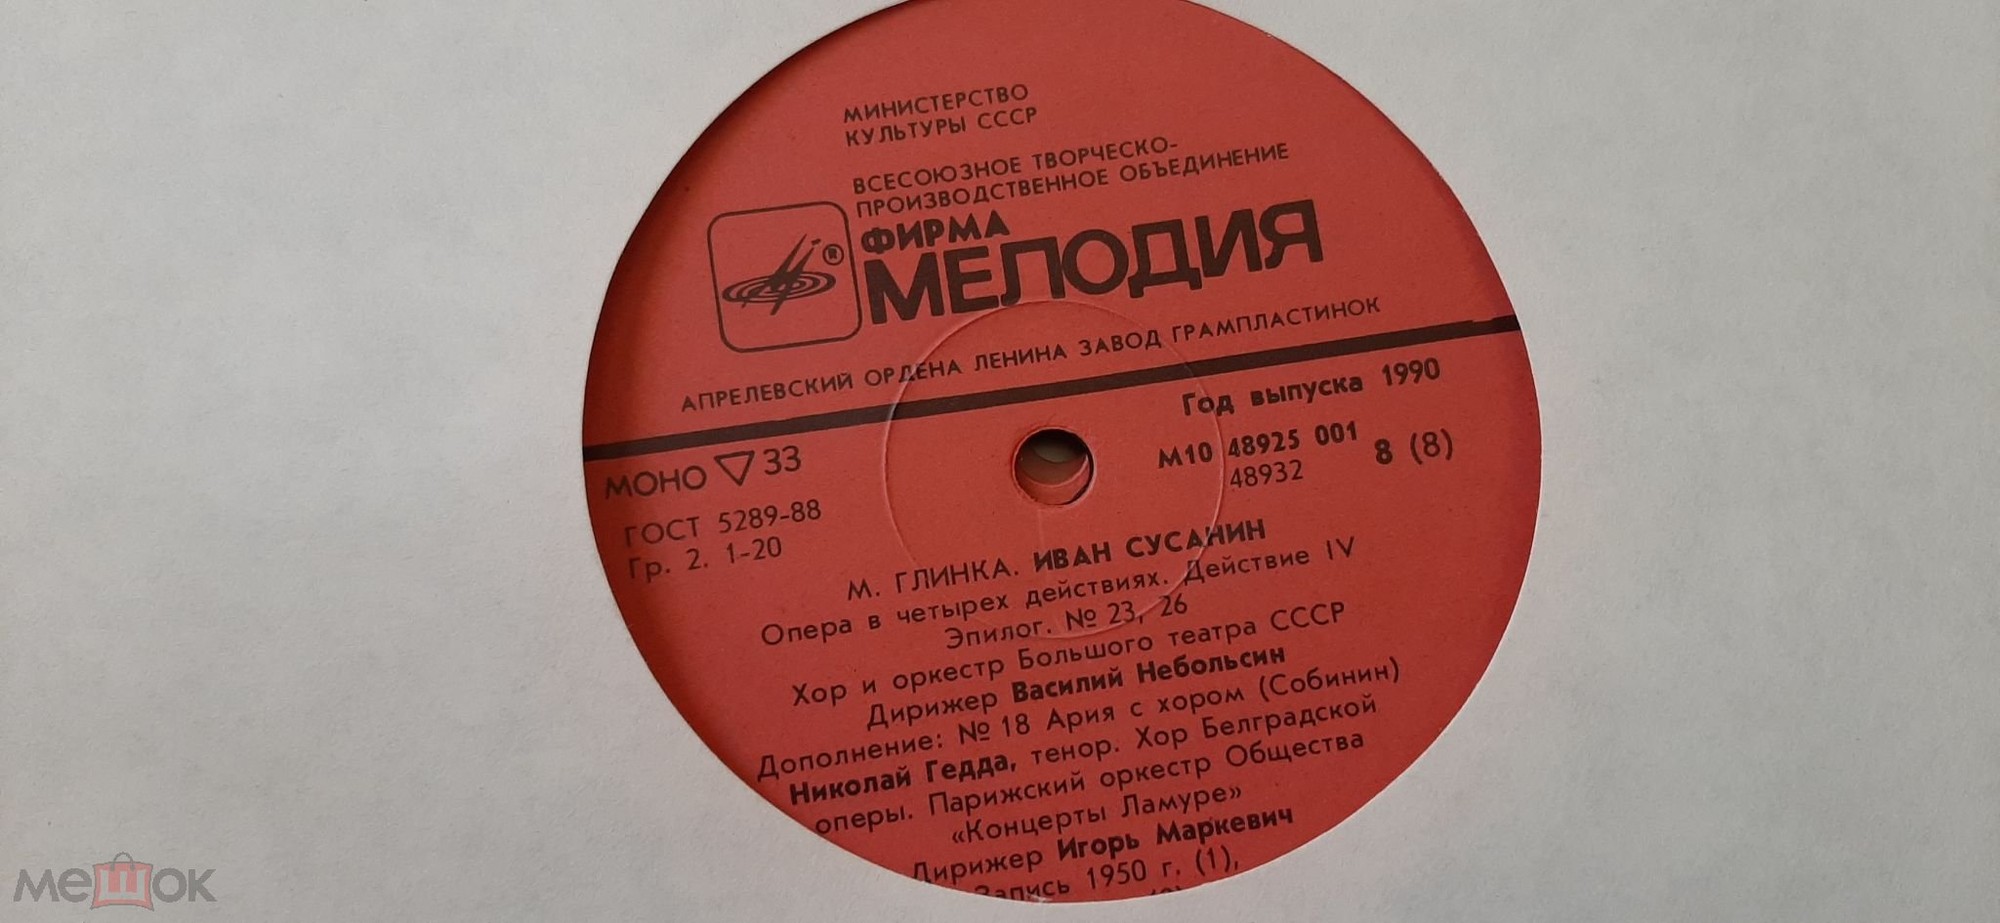 МИНИСТЕРСТВО
КУЛЬТУРЫ СССР
ВСЕСОЮЗНОЕ ТВОРЧЕСКО-
ПРОИЗВОДСТВЕННОЕ ОБЪЕДИНЕНИЕ
ФИРМА
МЕЛОДИЯ
®
АПРЕЛЕВСКИЙ ОРДЕНА ЛЕНИНА ЗАВОД ГРАМПЛАСТИНОК
Год выпуска 1990
МОНО 33
М10 48925 001
48932
8 (8)
ГОСТ 5289-88
Гр. 2. 1-20
М. ГЛИНКА. ИВАН СУСАНИН
Опера в четырех действиях. Действие IV
Эпилог. № 23, 26
Хор и оркестр Большого театра СССР
Дирижер Василий Небольсин
Дополнение: № 18 Ария с хором (Собинин)
Николай Гедда, тенор. Хор Белградской
оперы. Парижский оркестр Общества
«Концерты Ламуре»
Дирижер Игорь Маркевич
Запись 1950 г. (1),
мешок